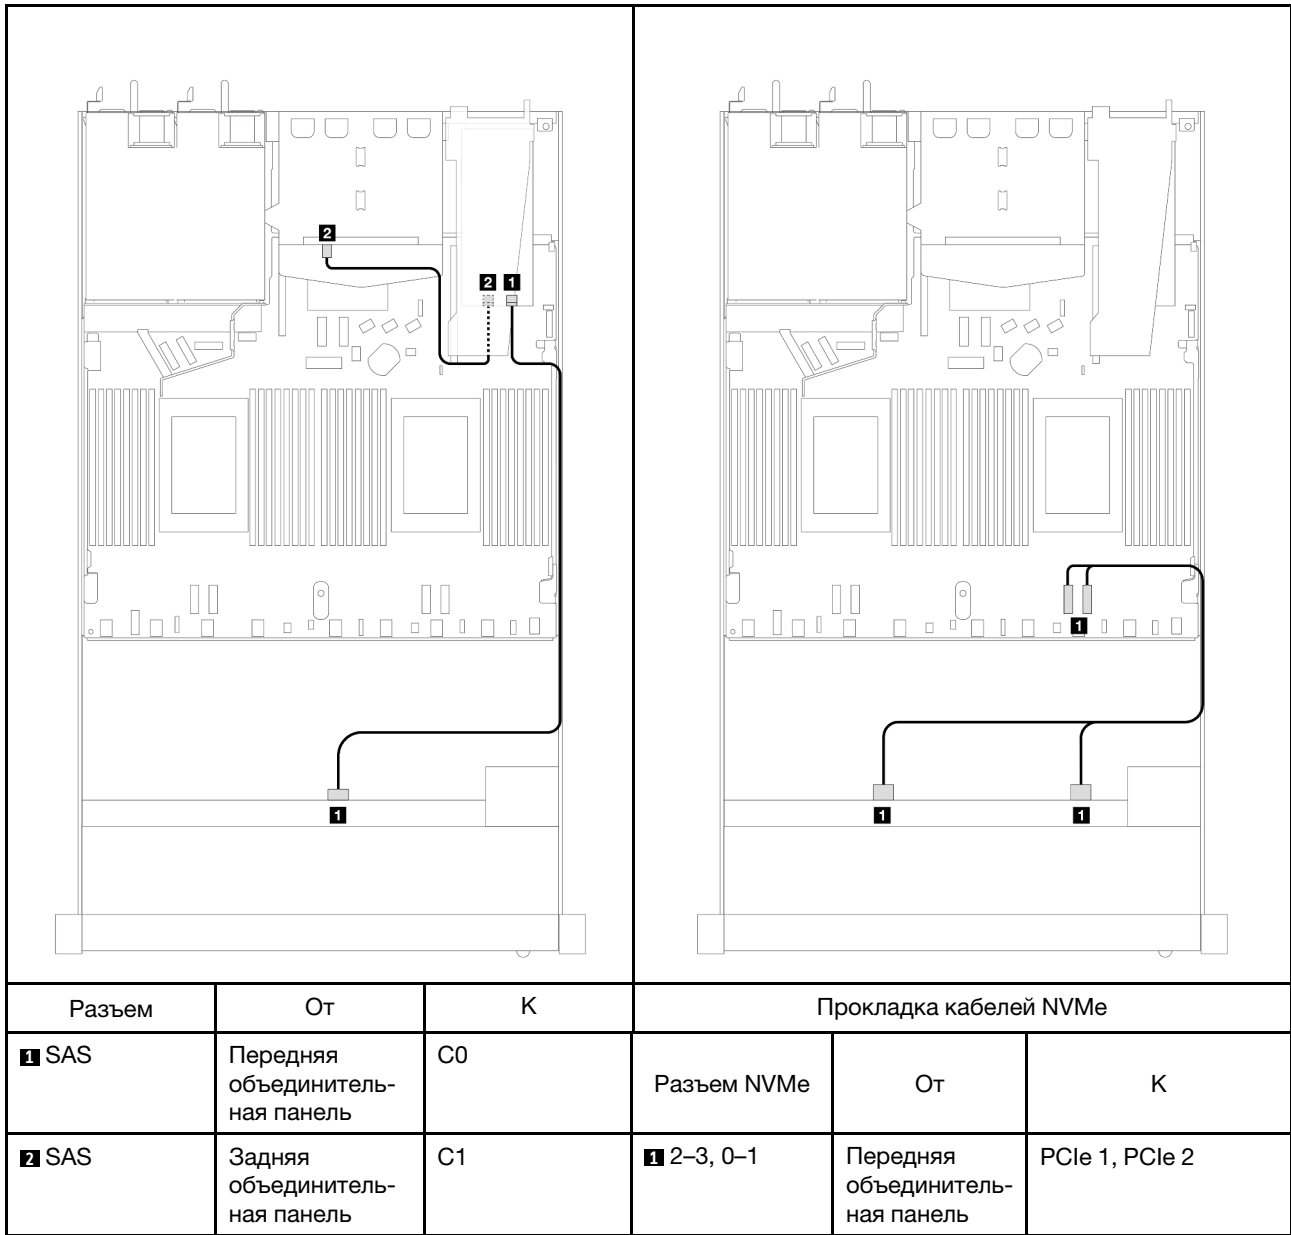 2
2 1
1
1
1 1
Разъем От К Прокладка кабелей NVMe
1 SAS
Передняя
объединитель-
ная панель
C0
Разъем NVMe От К
2 SAS
Задняя
объединитель-
ная панель
C1
1 2–3, 0–1
Передняя
объединитель-
ная панель
PCIe 1, PCIe 2